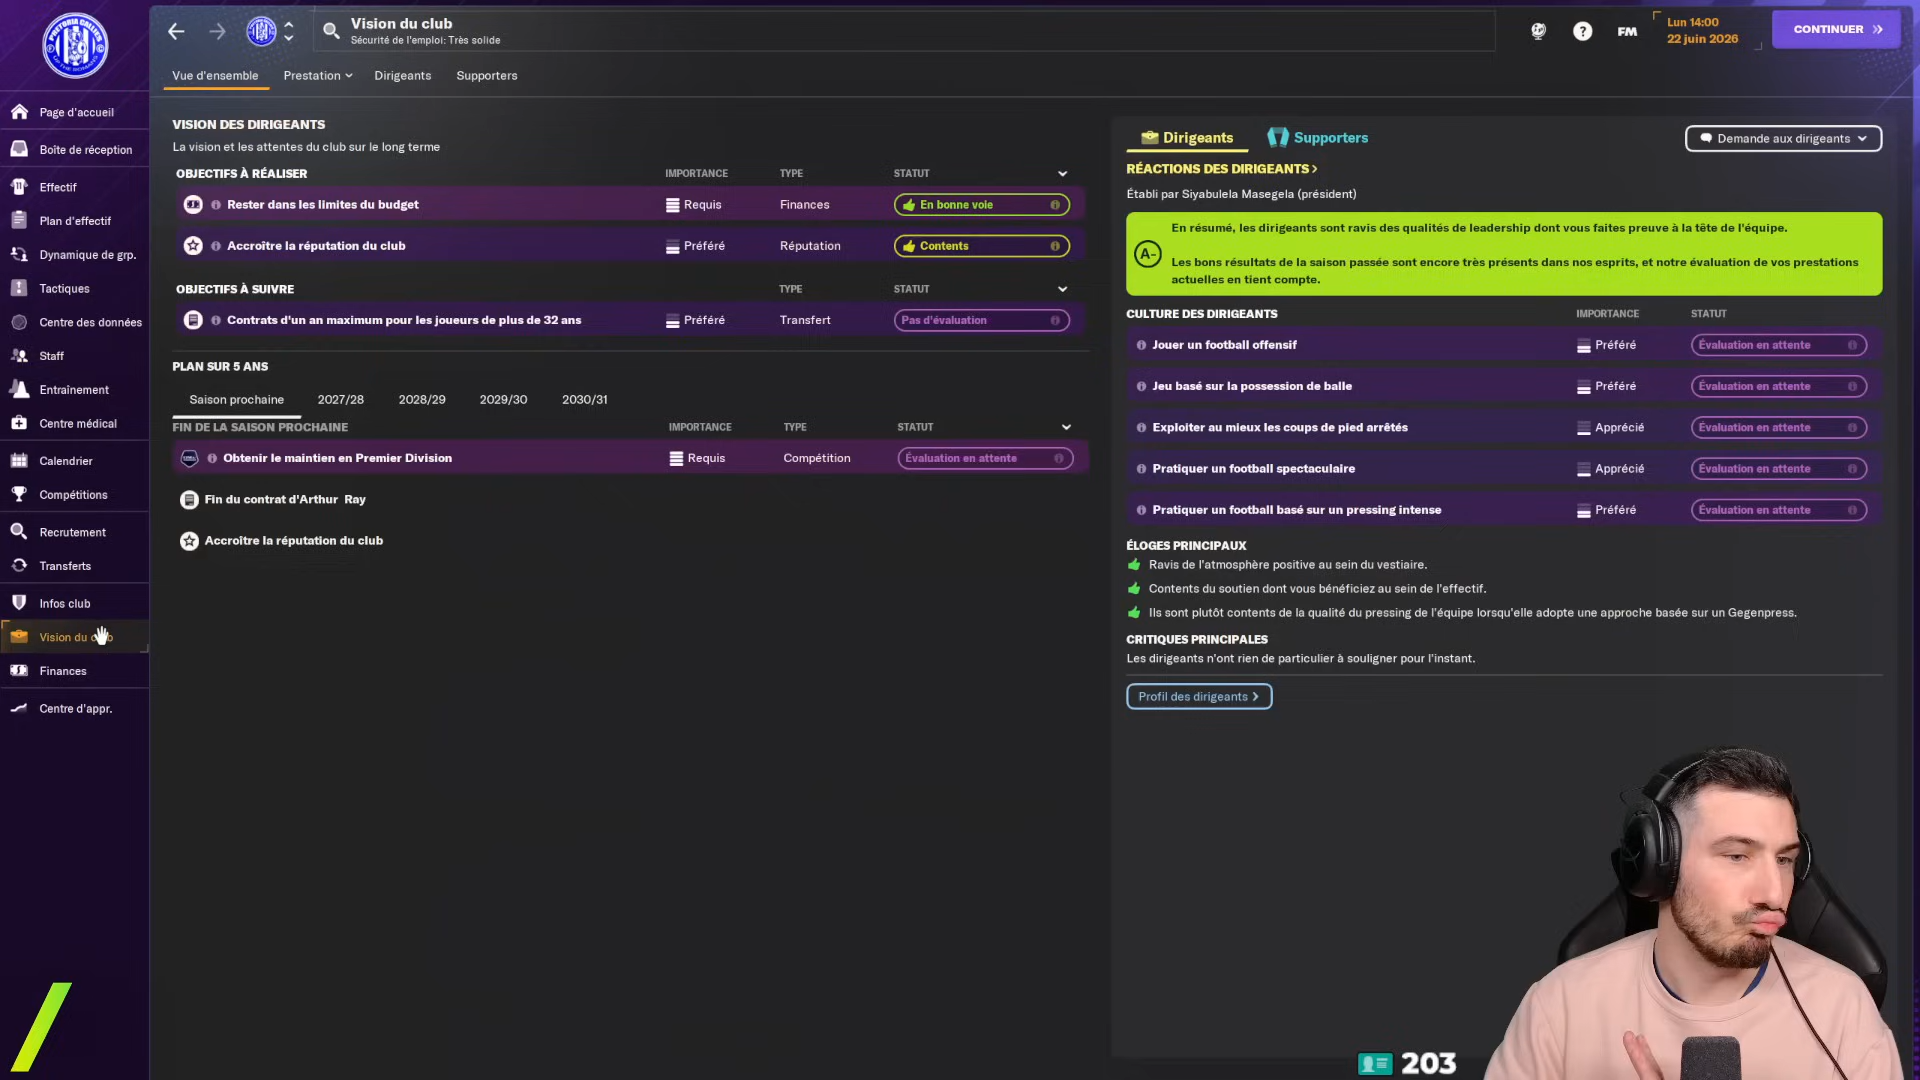 PRETORIA CALLIES
UP THE ROMANS
Vision du club
Sécurité de l'emploi: Très solide
?
FM
Lun 14:00
22 juin 2026
CONTINUER
Vue d'ensemble
Prestation
Dirigeants
Supporters
Page d'accueil
Boîte de réception
Effectif
Plan d'effectif
Dynamique de grp.
Tactiques
Centre des données
Staff
Entraînement
Centre médical
Calendrier
Compétitions
Recrutement
Transferts
Infos club
Vision du club
Finances
Centre d'appr.
VISION DES DIRIGEANTS
La vision et les attentes du club sur le long terme
OBJECTIFS À RÉALISER IMPORTANCE TYPE STATUT
Rester dans les limites du budget Requis Finances En bonne voie
Accroître la réputation du club Préféré Réputation Contents
OBJECTIFS À SUIVRE TYPE STATUT
Contrats d'un an maximum pour les joueurs de plus de 32 ans Préféré Transfert Pas d'évaluation
PLAN SUR 5 ANS
Saison prochaine 2027/28 2028/29 2029/30 2030/31
FIN DE LA SAISON PROCHAINE IMPORTANCE TYPE STATUT
Obtenir le maintien en Premier Division Requis Compétition Évaluation en attente
Fin du contrat d'Arthur Ray
Accroître la réputation du club
Dirigeants Supporters Demande aux dirigeants
RÉACTIONS DES DIRIGEANTS
Établi par Siyabulela Masegela (président)
A-
En résumé, les dirigeants sont ravis des qualités de leadership dont vous faites preuve à la tête de l'équipe.
Les bons résultats de la saison passée sont encore très présents dans nos esprits, et notre évaluation de vos prestations
actuelles en tient compte.
CULTURE DES DIRIGEANTS IMPORTANCE STATUT
Jouer un football offensif Préféré Évaluation en attente
Jeu basé sur la possession de balle Préféré Évaluation en attente
Exploiter au mieux les coups de pied arrêtés Apprécié Évaluation en attente
Pratiquer un football spectaculaire Apprécié Évaluation en attente
Pratiquer un football basé sur un pressing intense Préféré Évaluation en attente
ÉLOGES PRINCIPAUX
Ravis de l'atmosphère positive au sein du vestiaire.
Contents du soutien dont vous bénéficiez au sein de l'effectif.
Ils sont plutôt contents de la qualité du pressing de l'équipe lorsqu'elle adopte une approche basée sur un Gegenpress.
CRITIQUES PRINCIPALES
Les dirigeants n'ont rien de particulier à souligner pour l'instant.
Profil des dirigeants
203